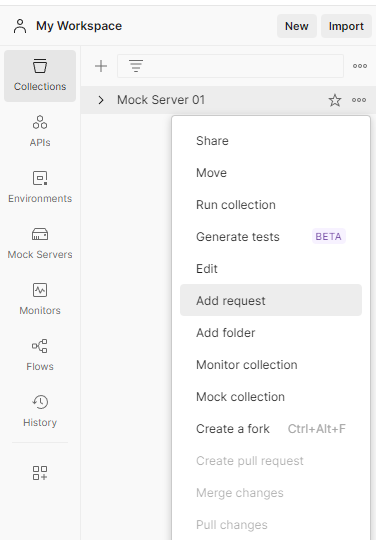 My Workspace New Import
Collections
Mock Server 01
Share
APIs
Move
Run collection
Environments
Generate tests BETA
Mock Servers
Edit
Monitors
Add request
Add folder
Flows
Monitor collection
Mock collection
History
Create a fork Ctrl+Alt+F
Create pull request
Merge changes
Pull changes